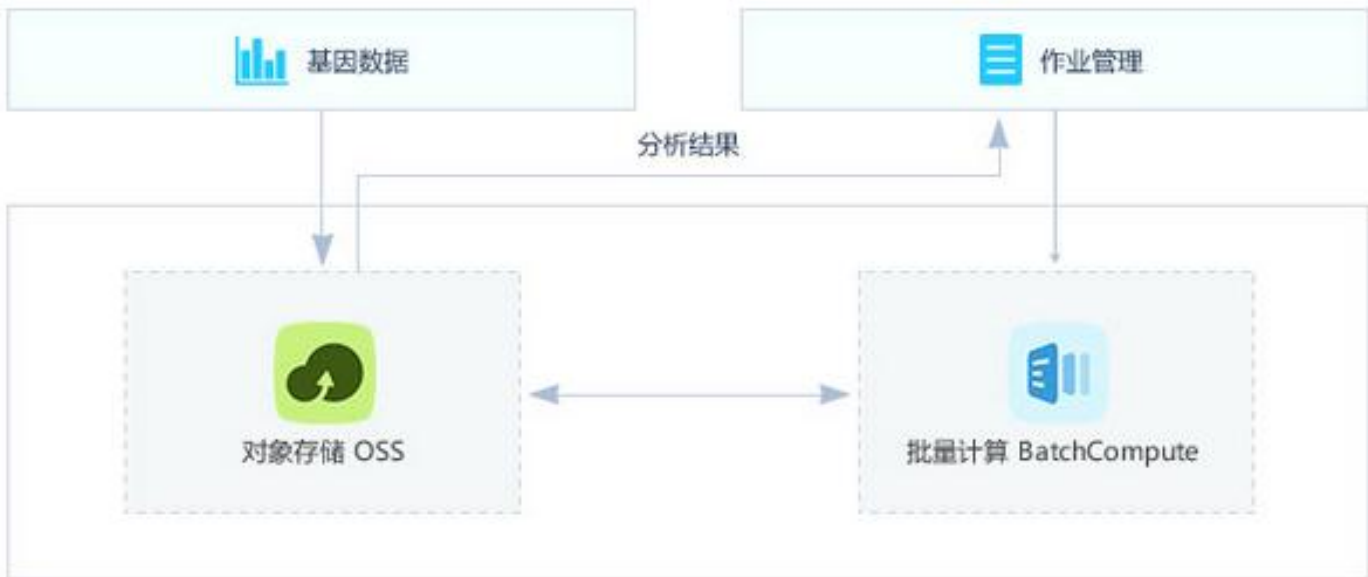 基因数据
作业管理
分析结果
对象存储 OSS
批量计算 BatchCompute